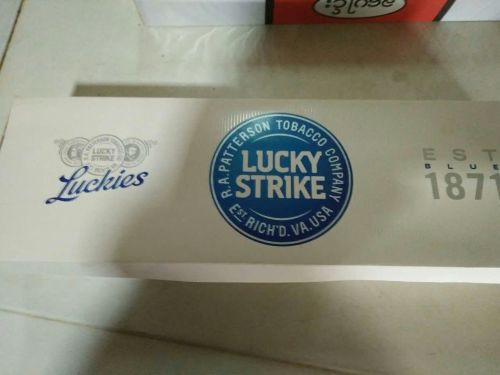 R.A.PATTERSON TOBACCO COMPANY
LUCKY
STRIKE
EST. RICH'D. VA. USA
LUCKY
STRIKE
Luckies
EST
BLUE
1871